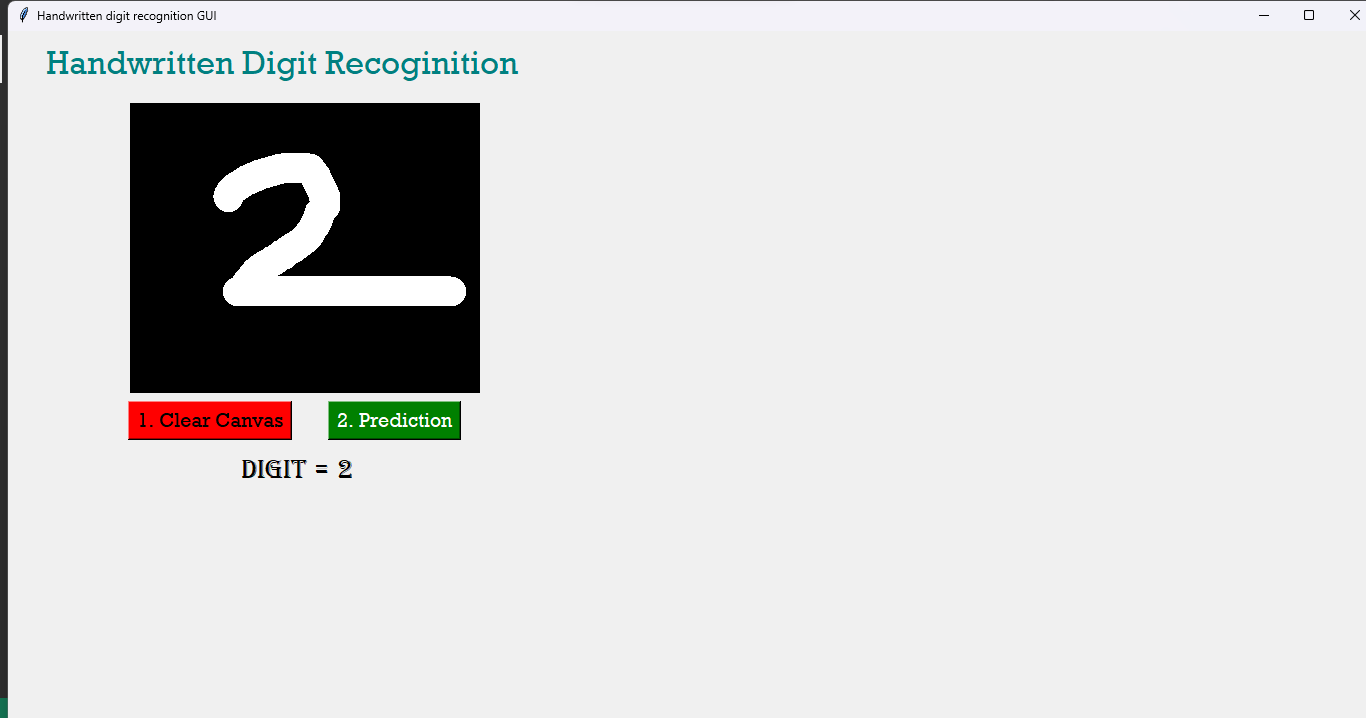 Handwritten digit recognition GUI
Handwritten Digit Recoginition
2
1. Clear Canvas
2. Prediction
DIGIT = 2